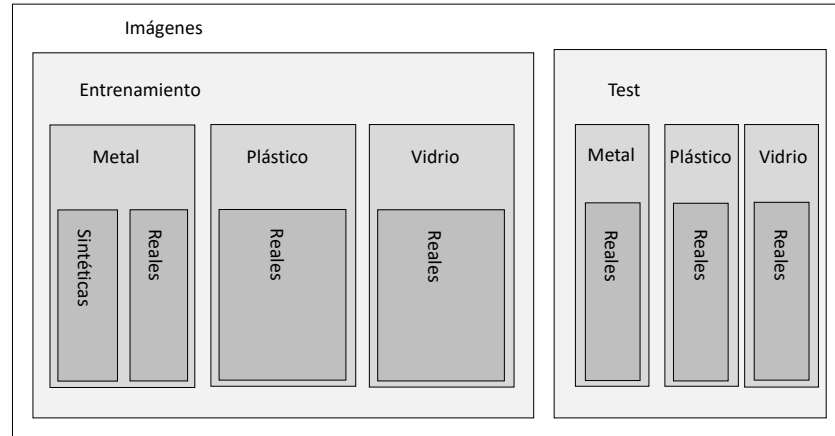 Imágenes
Entrenamiento
Metal
Sintéticas
Reales
Plástico
Reales
Vidrio
Reales
Test
Metal
Reales
Plástico
Reales
Vidrio
Reales